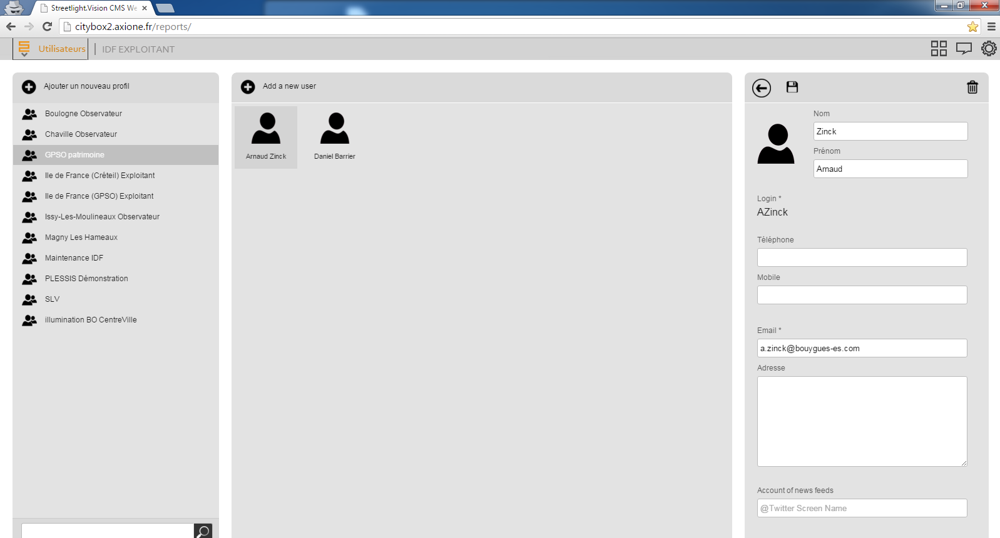 Streetlight.Vision CMS We
citybox2.axione.fr/reports/
Utilisateurs
IDF EXPLOITANT
Ajouter un nouveau profil
Boulogne Observateur
Chaville Observateur
GPSO patrimoine
Ile de France (Créteil) Exploitant
Ile de France (GPSO) Exploitant
Issy-Les-Moulineaux Observateur
Magny Les Hameaux
Maintenance IDF
PLESSIS Démonstration
SLV
illumination BO CentreVille
Add a new user
Arnaud Zinck
Daniel Barrier
Nom
Zinck
Prénom
Arnaud
Login *
AZinck
Téléphone
Mobile
Email *
a.zinck@bouygues-es.com
Adresse
Account of news feeds
@Twitter Screen Name